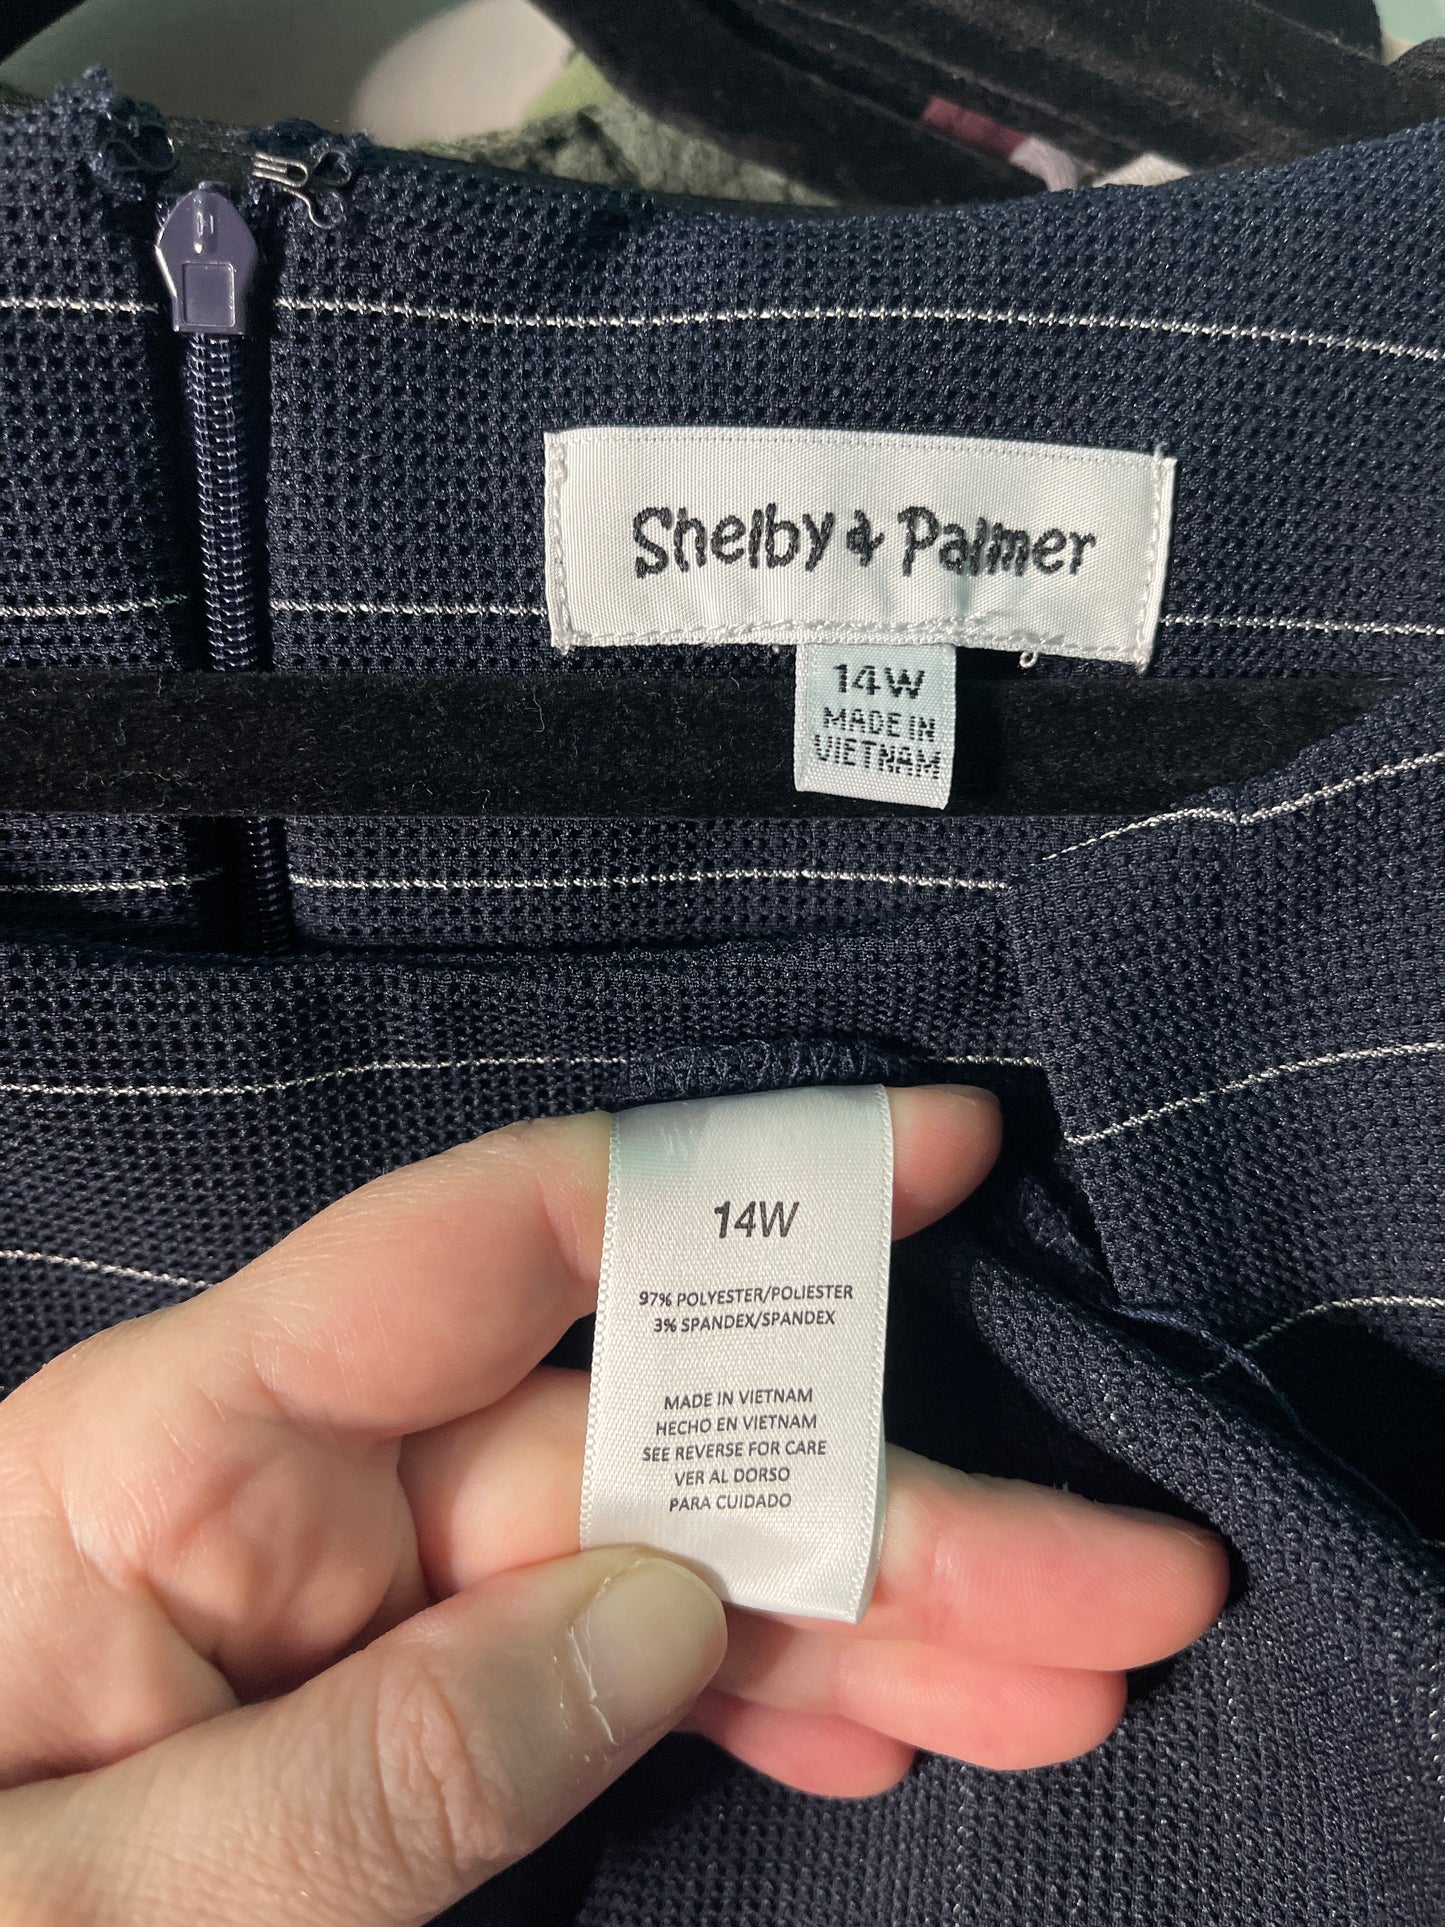 Shelby & Palmer
14W
MADE IN
VIETNAM
14W
97% POLYESTER/POLIESTER
3% SPANDEX/SPANDEX
MADE IN VIETNAM
HECHO EN VIETNAM
SEE REVERSE FOR CARE
VER AL DORSO
PARA CUIDADO